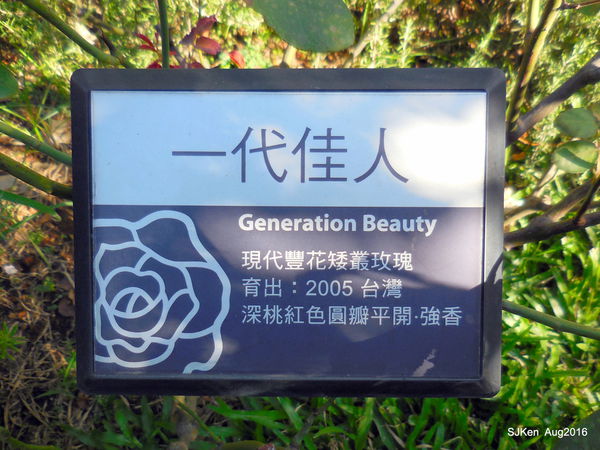 一代佳人
Generation Beauty
現代豐花矮叢玫瑰
育出：2005 台灣
深桃紅色圓瓣平開·強香
SJKen Aug2016